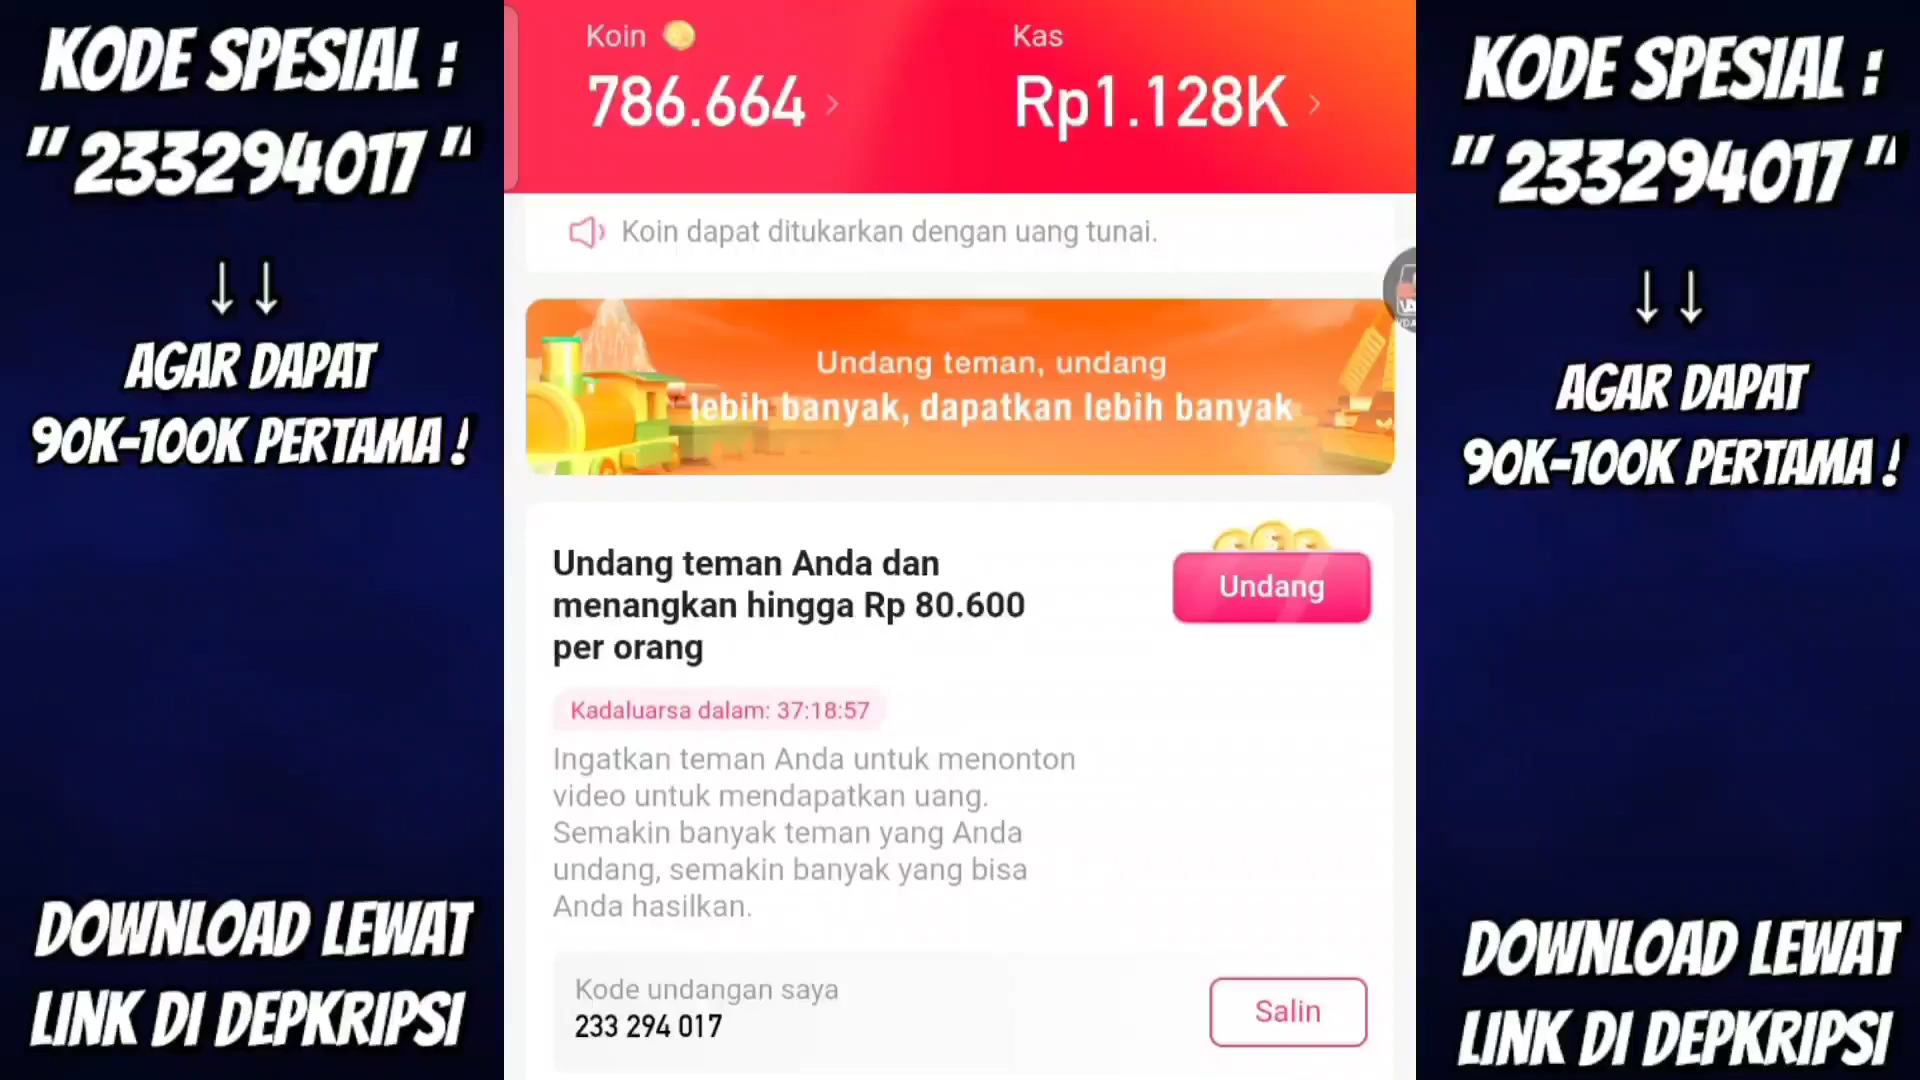 KODE SPESIAL :
" 233294017 "
↓↓
AGAR DAPAT
90K-100K PERTAMA !
DOWNLOAD LEWAT
LINK DI DEPKRIPSI
Koin
786.664
Kas
Rp1.128K
Koin dapat ditukarkan dengan uang tunai.
Undang teman, undang
lebih banyak, dapatkan lebih banyak
Undang teman Anda dan
menangkan hingga Rp 80.600
per orang
Undang
Kadaluarsa dalam: 37:18:57
Ingatkan teman Anda untuk menonton
video untuk mendapatkan uang.
Semakin banyak teman yang Anda
undang, semakin banyak yang bisa
Anda hasilkan.
Kode undangan saya
233 294 017
Salin
KODE SPESIAL :
" 233294017 "
↓↓
AGAR DAPAT
90K-100K PERTAMA !
DOWNLOAD LEWAT
LINK DI DEPKRIPSI